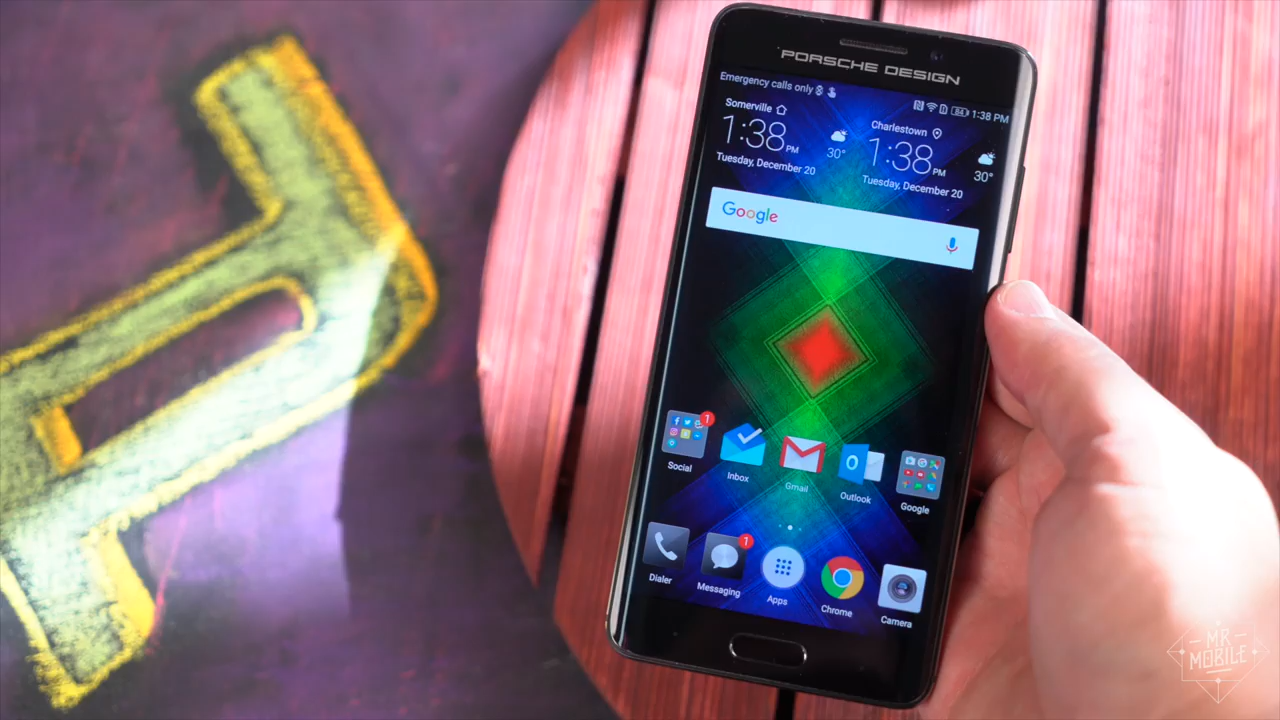 PORSCHE DESIGN
Emergency calls only
84 1:38 PM
Somerville
1:38 PM
30°
Tuesday, December 20
Charlestown
1:38 PM
30°
Tuesday, December 20
Google
Social
1
Inbox
Gmail
Outlook
Google
Dialer
Messaging
1
Apps
Chrome
Camera
MR
MOBILE